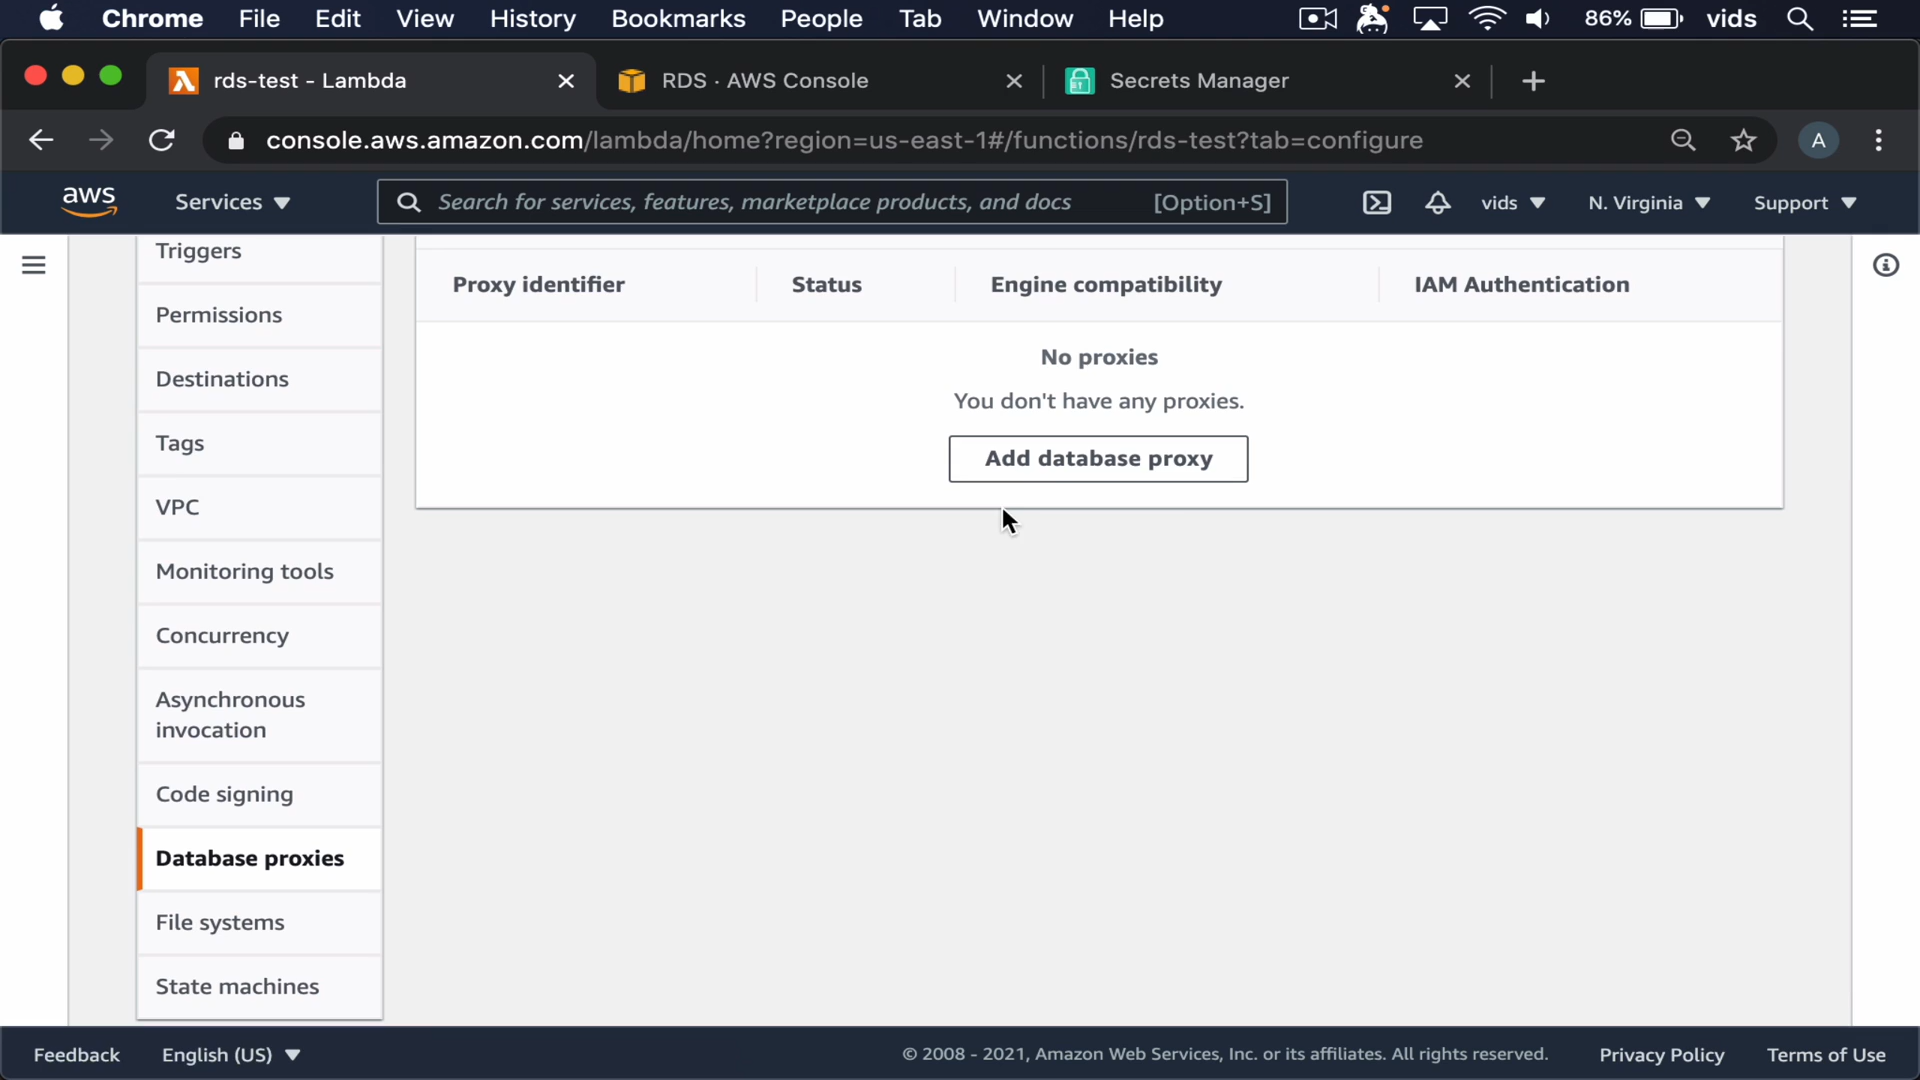 Chrome File Edit View History Bookmarks People Tab Window Help 86% vids
rds-test - Lambda RDS · AWS Console Secrets Manager
console.aws.amazon.com/lambda/home?region=us-east-1#/functions/rds-test?tab=configure A
aws Services Search for services, features, marketplace products, and docs [Option+S] vids N. Virginia Support
Triggers
Permissions
Destinations
Tags
VPC
Monitoring tools
Concurrency
Asynchronous
invocation
Code signing
Database proxies
File systems
State machines
Proxy identifier Status Engine compatibility IAM Authentication
No proxies
You don't have any proxies.
Add database proxy
Feedback English (US) © 2008 - 2021, Amazon Web Services, Inc. or its affiliates. All rights reserved. Privacy Policy Terms of Use